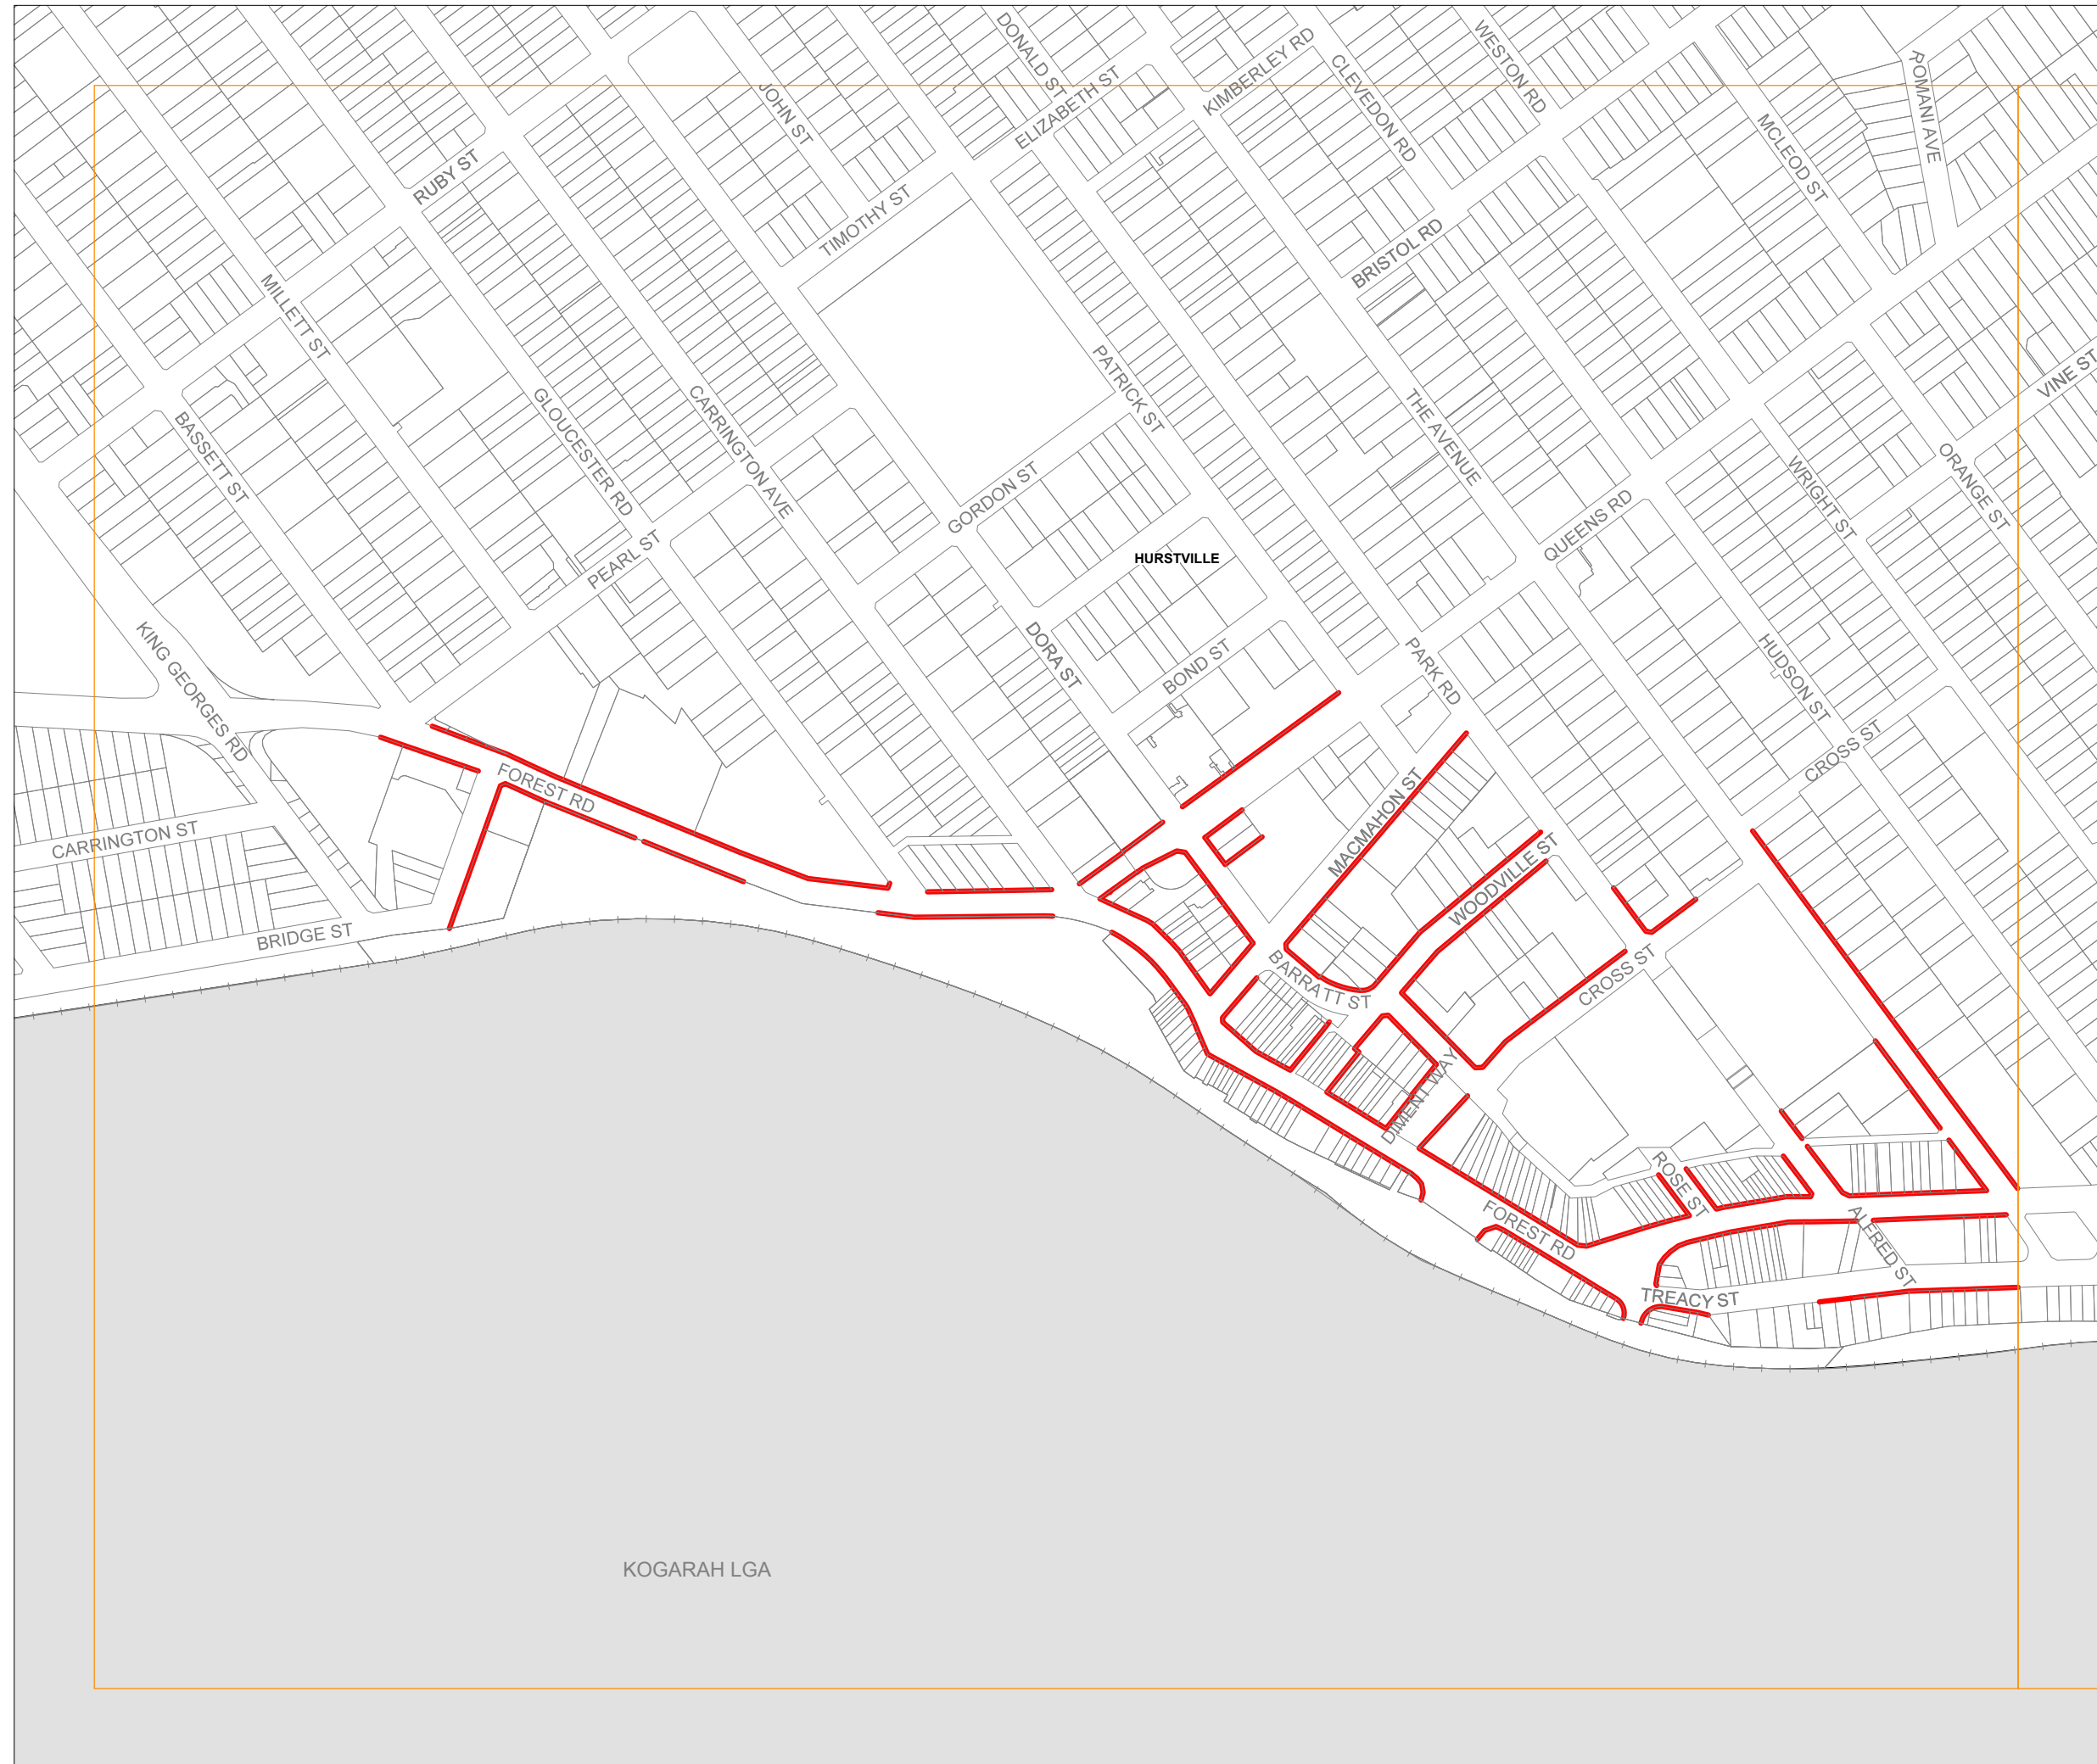 DONALD ST
WESTON RD
KIMBERLEY RD
CLEVEDON RD
ROMANI AVE
JOHN ST
ELIZABETH ST
MCLEOD ST
RUBY ST
TIMOTHY ST
BRISTOL RD
MILLETT ST
PATRICK ST
VINE ST
BASSETT ST
GLOUCESTER RD
CARRINGTON AVE
THE AVENUE
GORDON ST
WRIGHT ST
ORANGE ST
QUEENS RD
PEARL ST
HURSTVILLE
KING GEORGES RD
DORA ST
BOND ST
PARK RD
HUDSON ST
CROSS ST
FOREST RD
MACMAHON ST
CARRINGTON ST
WOODVILLE ST
BRIDGE ST
BARRATT ST
CROSS ST
DIMENT WAY
ROSE ST
FOREST RD
ALFRED ST
TREACY ST
KOGARAH LGA